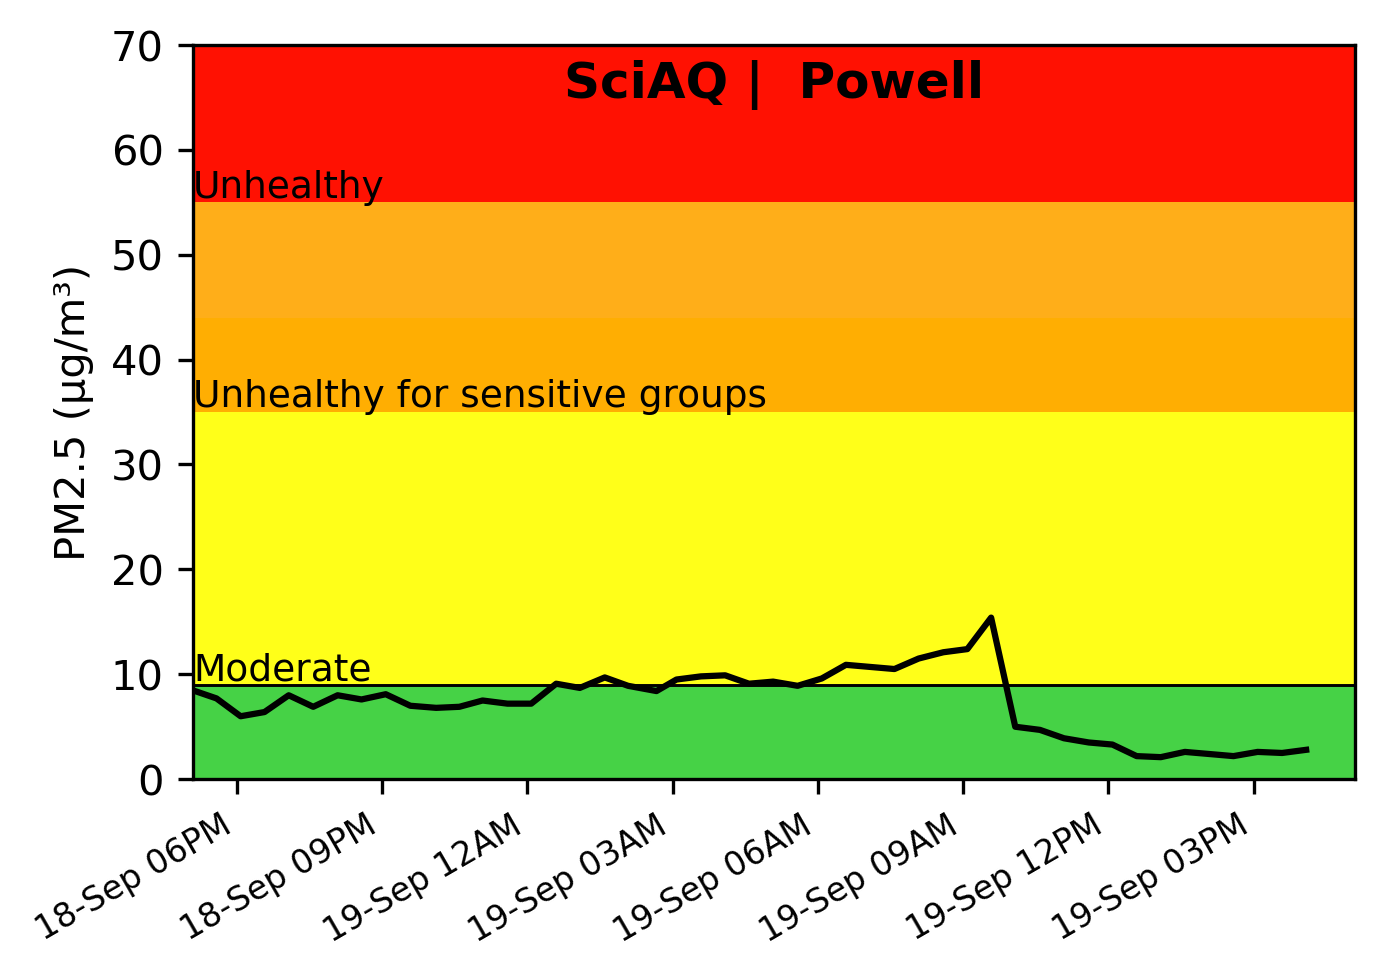 SciAQ |  Powell
PM2.5 (µg/m³)
70
60
50
40
30
20
10
0
Unhealthy
Unhealthy for sensitive groups
Moderate
18-Sep 06PM
18-Sep 09PM
19-Sep 12AM
19-Sep 03AM
19-Sep 06AM
19-Sep 09AM
19-Sep 12PM
19-Sep 03PM